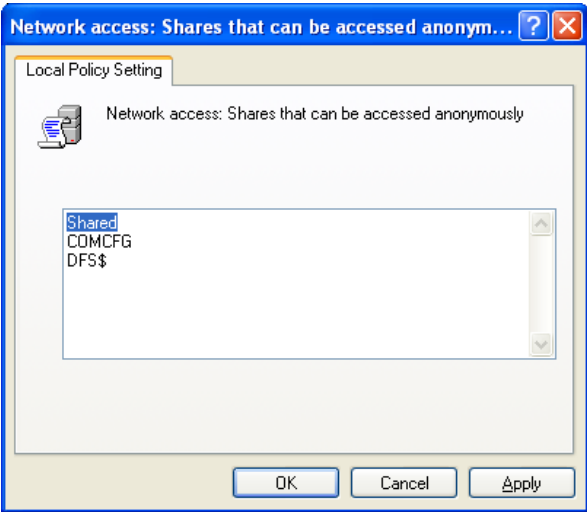 Network access: Shares that can be accessed anonym...
Local Policy Setting
Network access: Shares that can be accessed anonymously
Shared
COMCFG
DFS$
OK Cancel Apply